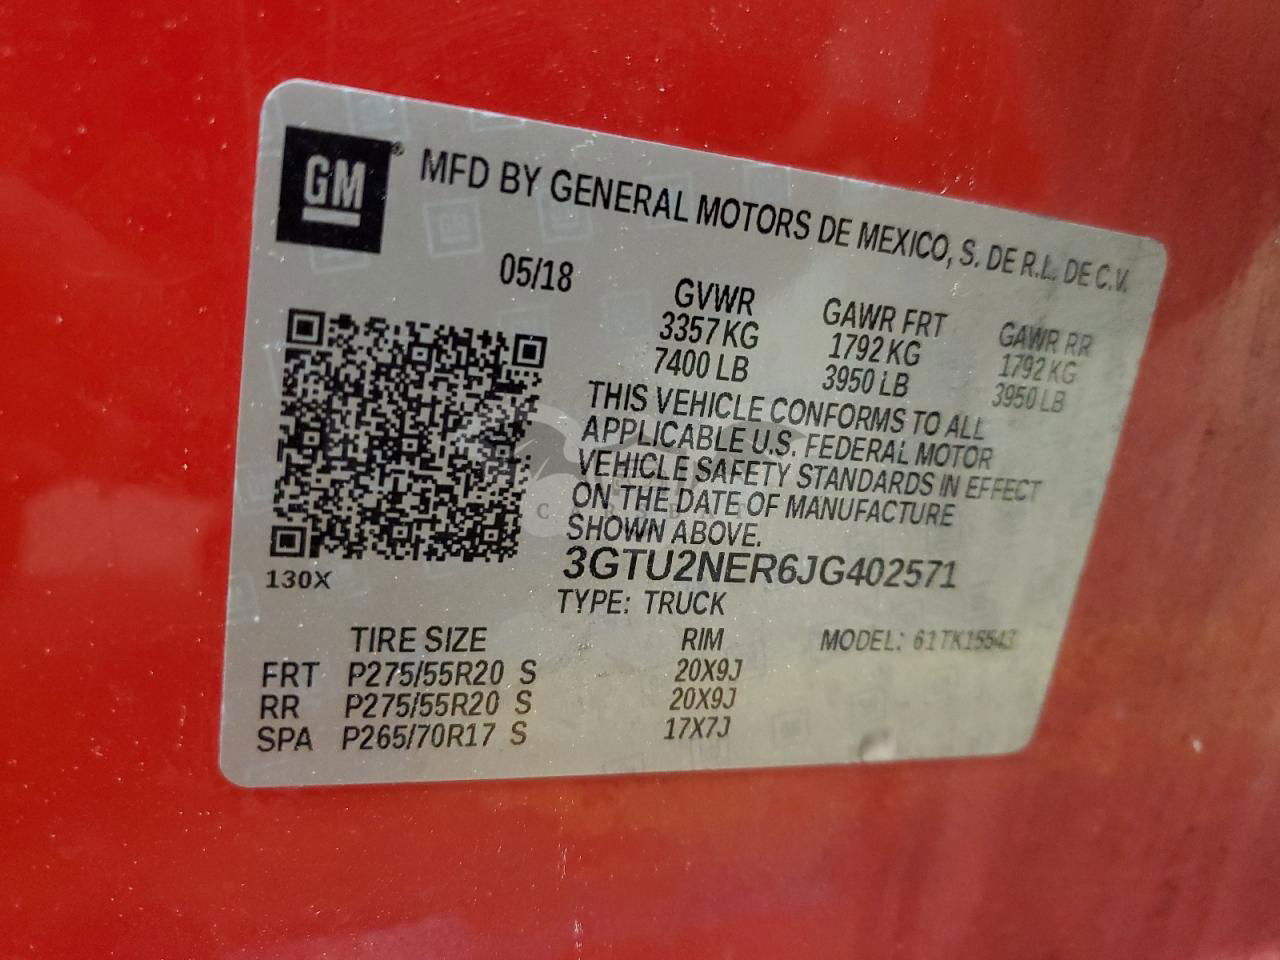 GM
MFD BY GENERAL MOTORS DE MEXICO, S. DE R.L. DE C.V.
05/18
GVWR GAWR FRT GAWR RR
3357 KG 1792 KG 1792 KG
7400 LB 3950 LB 3950 LB
THIS VEHICLE CONFORMS TO ALL
APPLICABLE U.S. FEDERAL MOTOR
VEHICLE SAFETY STANDARDS IN EFFECT
ON THE DATE OF MANUFACTURE
SHOWN ABOVE.
3GTU2NER6JG402571
130X
TYPE: TRUCK
TIRE SIZE RIM MODEL: 61TK15543
FRT P275/55R20 S 20X9J
RR P275/55R20 S 20X9J
SPA P265/70R17 S 17X7J